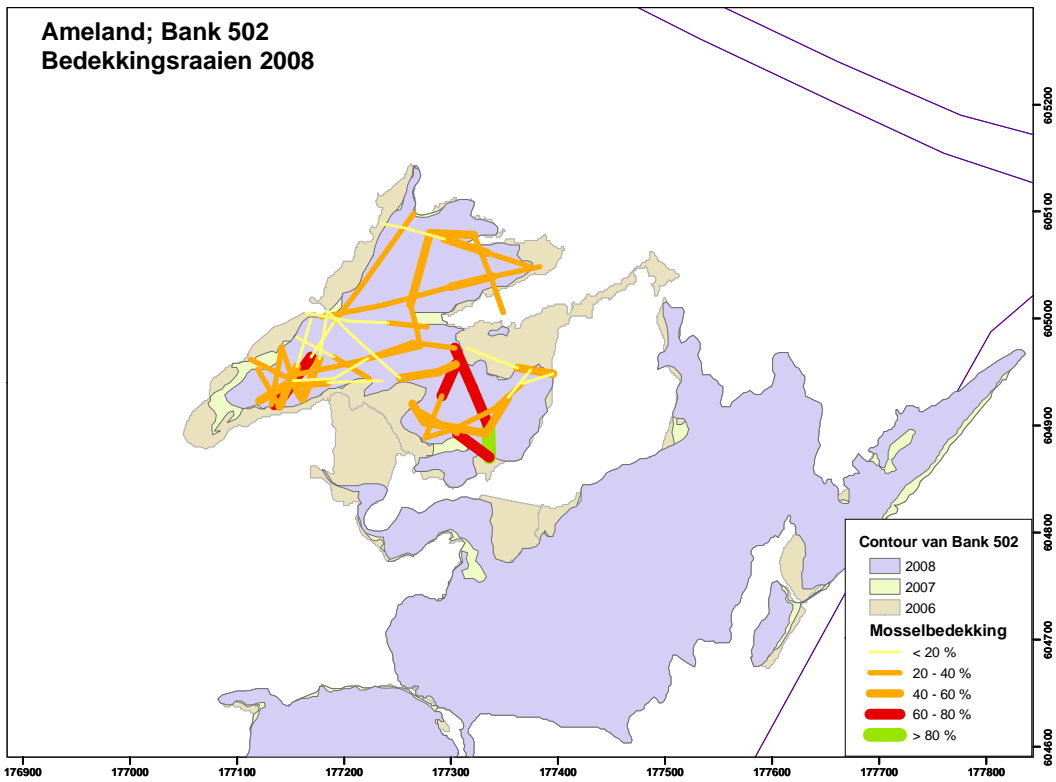 Ameland; Bank 502
Bedekkingsraaien 2008
605200
605100
605000
604900
604800
604700
604600
Contour van Bank 502
2008
2007
2006
Mosselbedekking
< 20 %
20 - 40 %
40 - 60 %
60 - 80 %
> 80 %
176900 177000 177100 177200 177300 177400 177500 177600 177700 177800